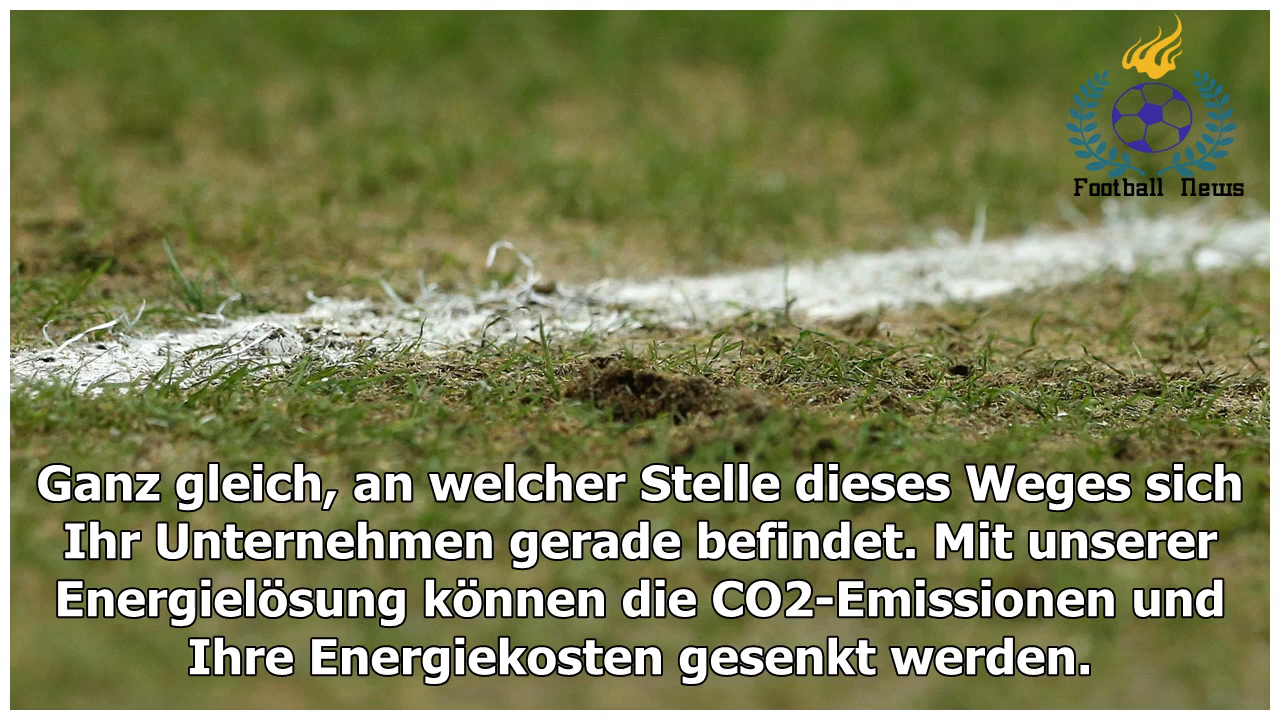 Football News
Ganz gleich, an welcher Stelle dieses Weges sich
Ihr Unternehmen gerade befindet. Mit unserer
Energielösung können die CO2-Emissionen und
Ihre Energiekosten gesenkt werden.